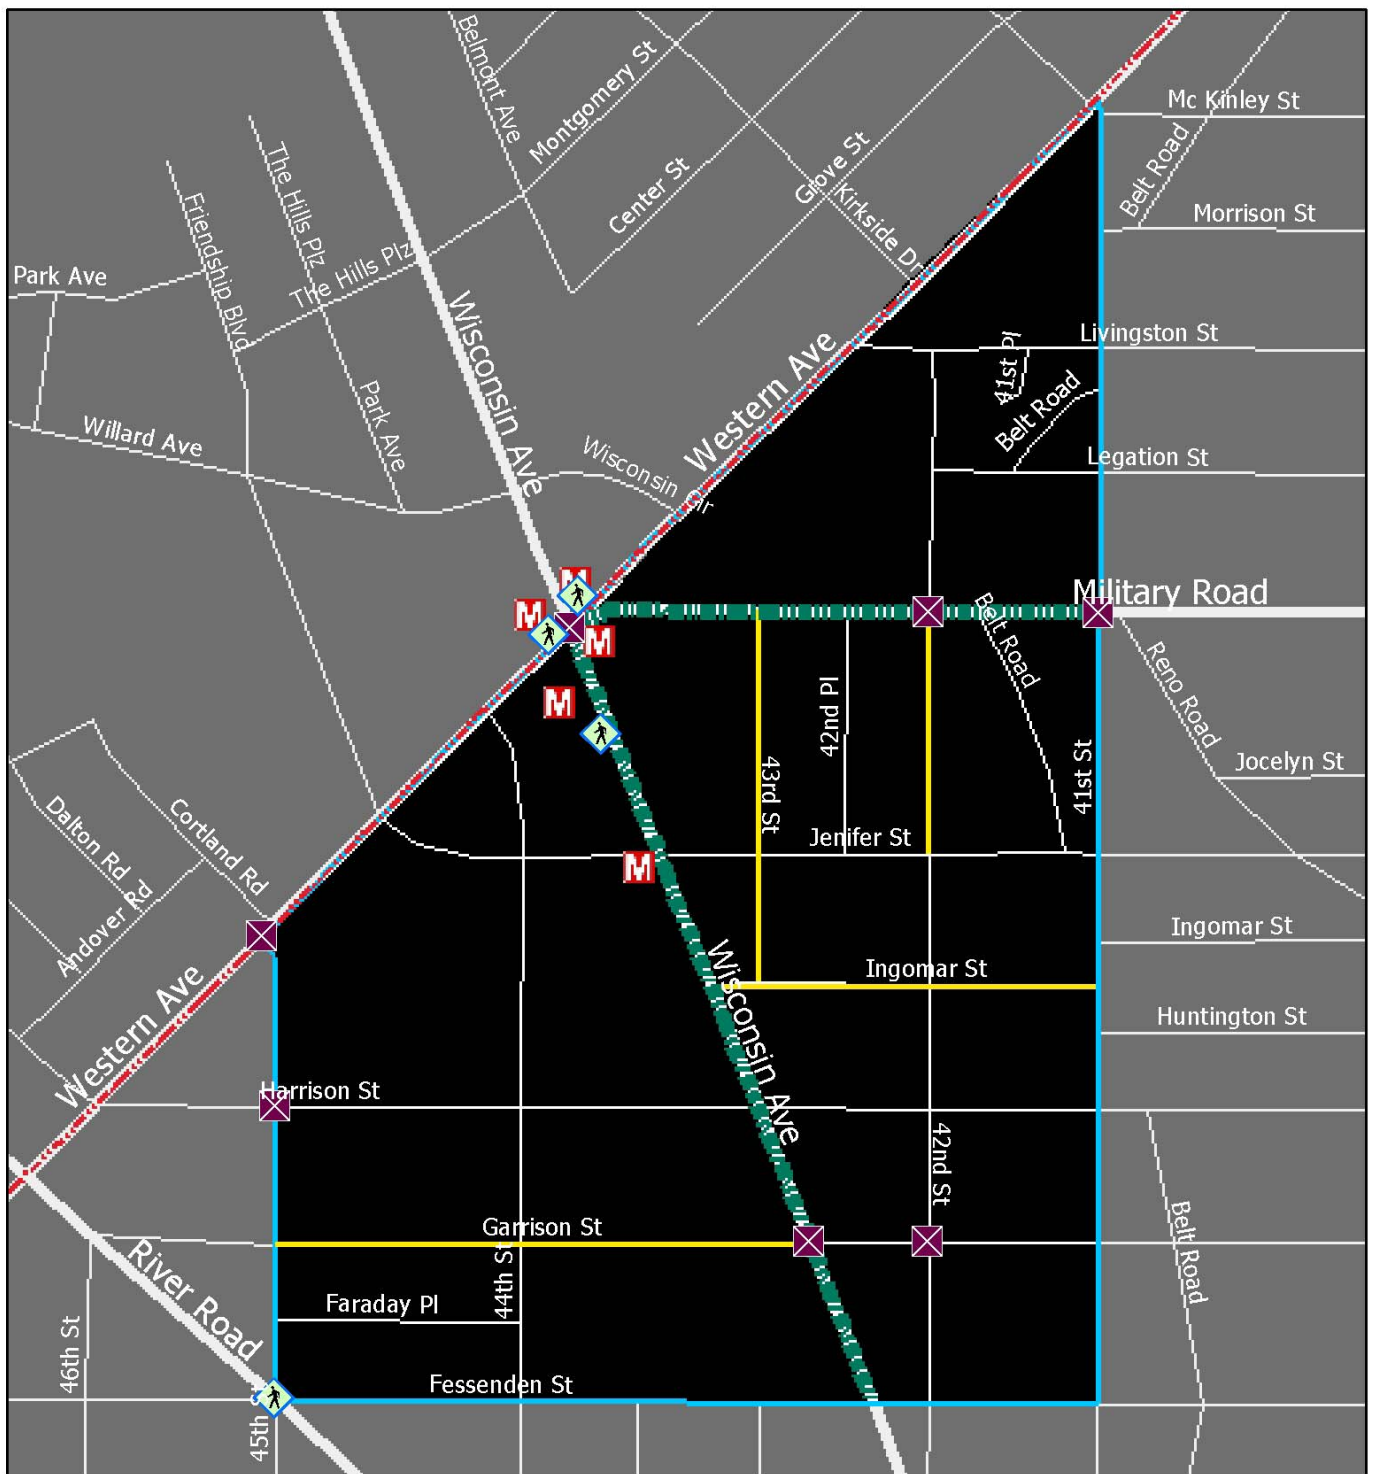 Belmont Ave
Montgomery St
Mc Kinley St
The Hills Plz
Center St
Grove St
Belt Road
Friendship Blvd
Kirkside Dr
Morrison St
Park Ave
The Hills Plz
Wisconsin Ave
Western Ave
41st Pl
Livingston St
Park Ave
Belt Road
Willard Ave
Wisconsin Cir
Legation St
M
Military Road
M
M
Belt Road
M
42nd Pl
Reno Road
43rd St
41st St
Jocelyn St
Dalton Rd
Cortland Rd
Jenifer St
M
Andover Rd
Wisconsin Ave
Ingomar St
Ingomar St
Western Ave
Huntington St
Harrison St
42nd St
Garrison St
Belt Road
River Road
44th St
Faraday Pl
46th St
Fessenden St
45th